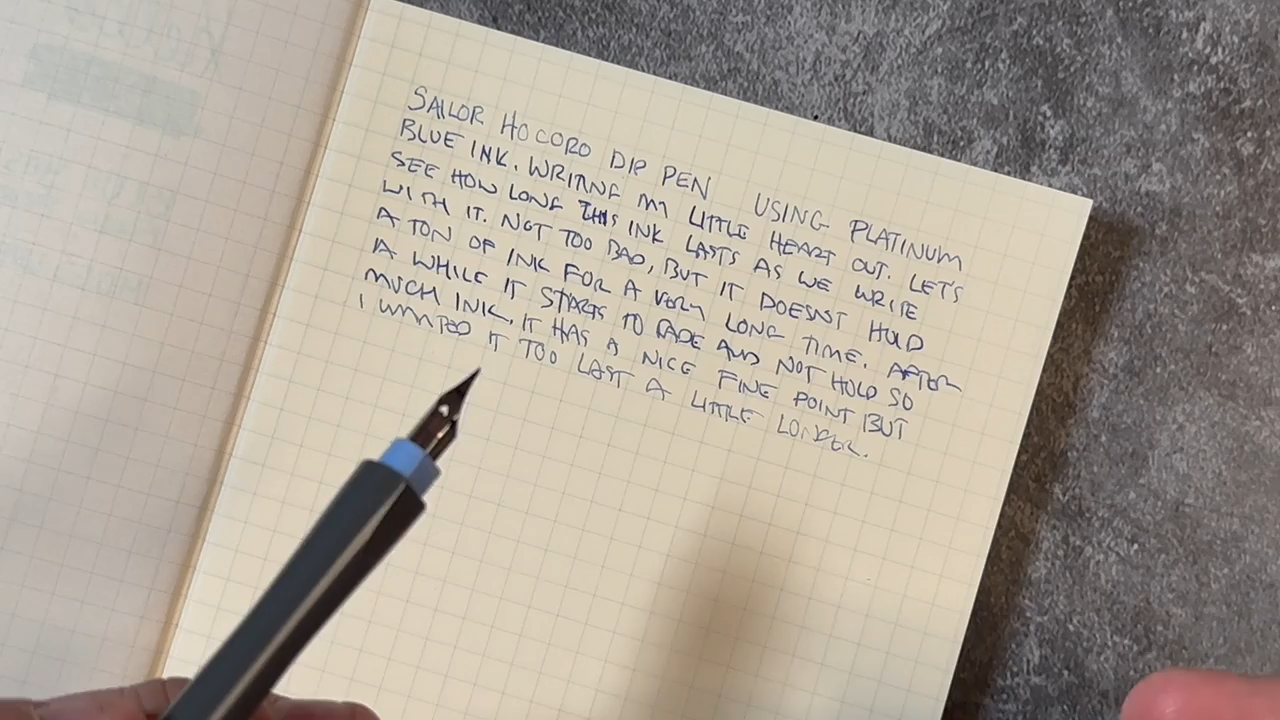 SAILOR HOCORO DIP PEN USING PLATINUM
BLUE INK. WRITING MY LITTLE HEART OUT. LET'S
SEE HOW LONG THIS INK LASTS AS WE WRITE
WITH IT. NOT TOO BAD, BUT IT DOESNT HOLD
A TON OF INK FOR A VERY LONG TIME. AFTER
A WHILE IT STARTS TO FADE AND NOT HOLD SO
MUCH INK. IT HAS A NICE FINE POINT BUT
I WANTED IT TOO LAST A LITTLE LONGER.